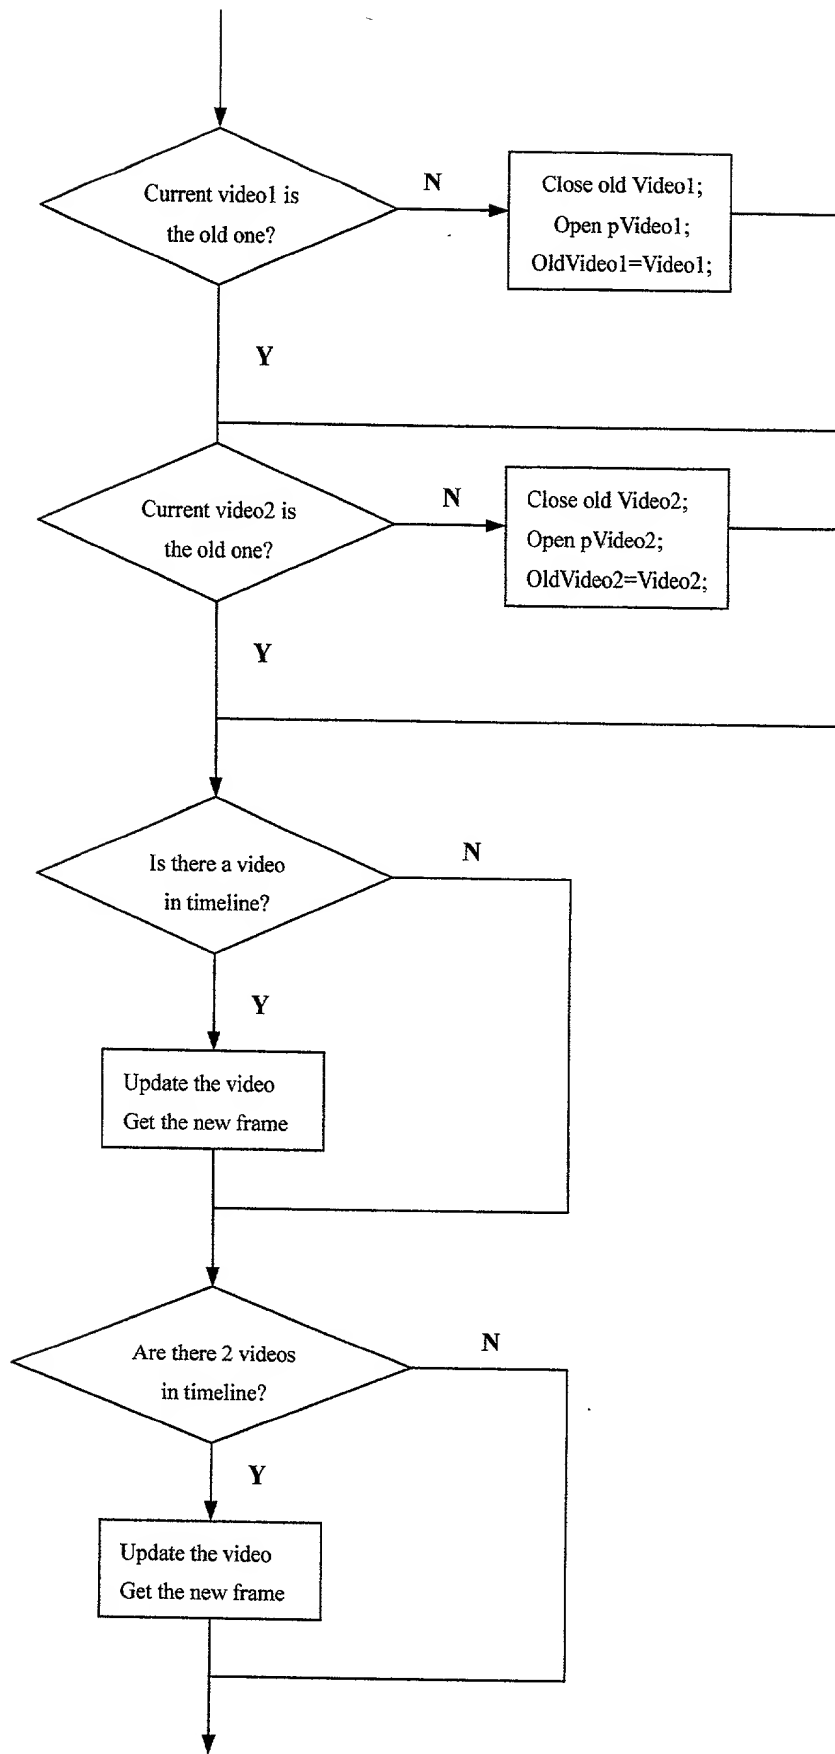 Current video1 is
the old one?
N
Close old Video1;
Open pVideo1;
OldVideo1=Video1;
Y
Current video2 is
the old one?
N
Close old Video2;
Open pVideo2;
OldVideo2=Video2;
Y
Is there a video
in timeline?
N
Y
Update the video
Get the new frame
Are there 2 videos
in timeline?
N
Y
Update the video
Get the new frame